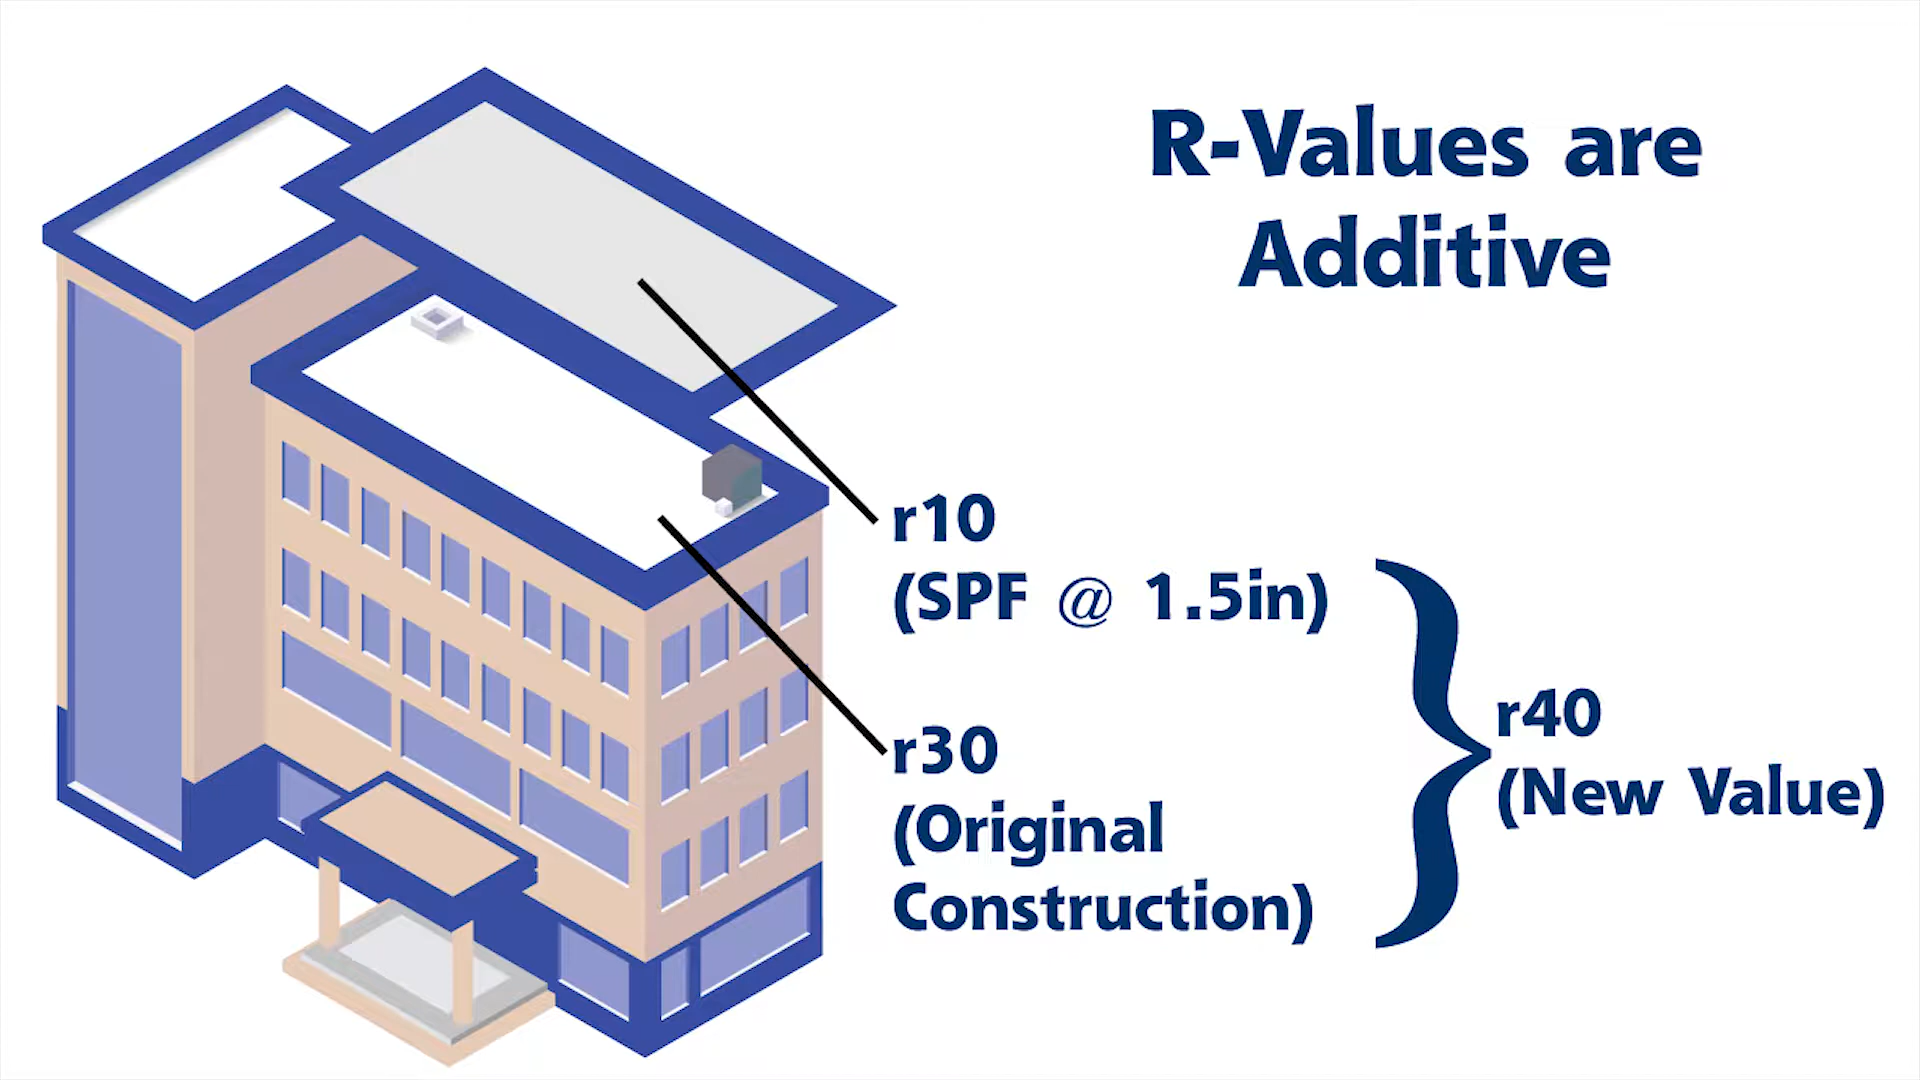 R-Values are
Additive
r10
(SPF @ 1.5in)
r30
(Original
Construction)
r40
(New Value)